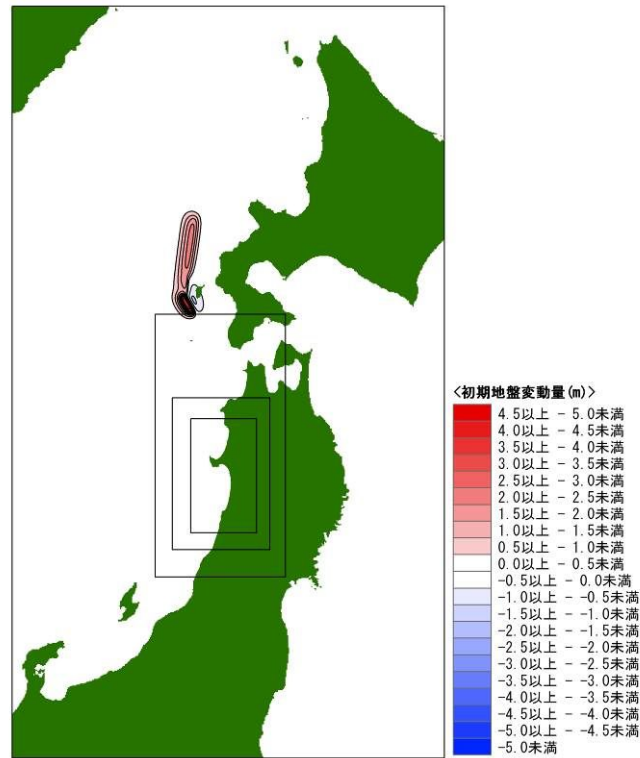 <初期地盤変動量(m)>
4.5以上 - 5.0未満
4.0以上 - 4.5未満
3.5以上 - 4.0未満
3.0以上 - 3.5未満
2.5以上 - 3.0未満
2.0以上 - 2.5未満
1.5以上 - 2.0未満
1.0以上 - 1.5未満
0.5以上 - 1.0未満
0.0以上 - 0.5未満
-0.5以上 - 0.0未満
-1.0以上 - -0.5未満
-1.5以上 - -1.0未満
-2.0以上 - -1.5未満
-2.5以上 - -2.0未満
-3.0以上 - -2.5未満
-3.5以上 - -3.0未満
-4.0以上 - -3.5未満
-4.5以上 - -4.0未満
-5.0以上 - -4.5未満
-5.0未満